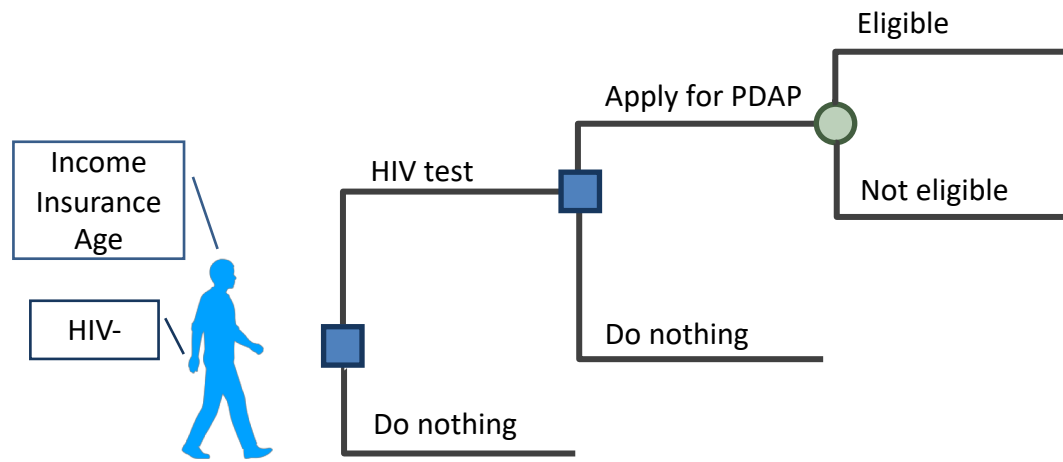 Income
Insurance
Age
HIV-
HIV test
Do nothing
Apply for PDAP
Do nothing
Eligible
Not eligible